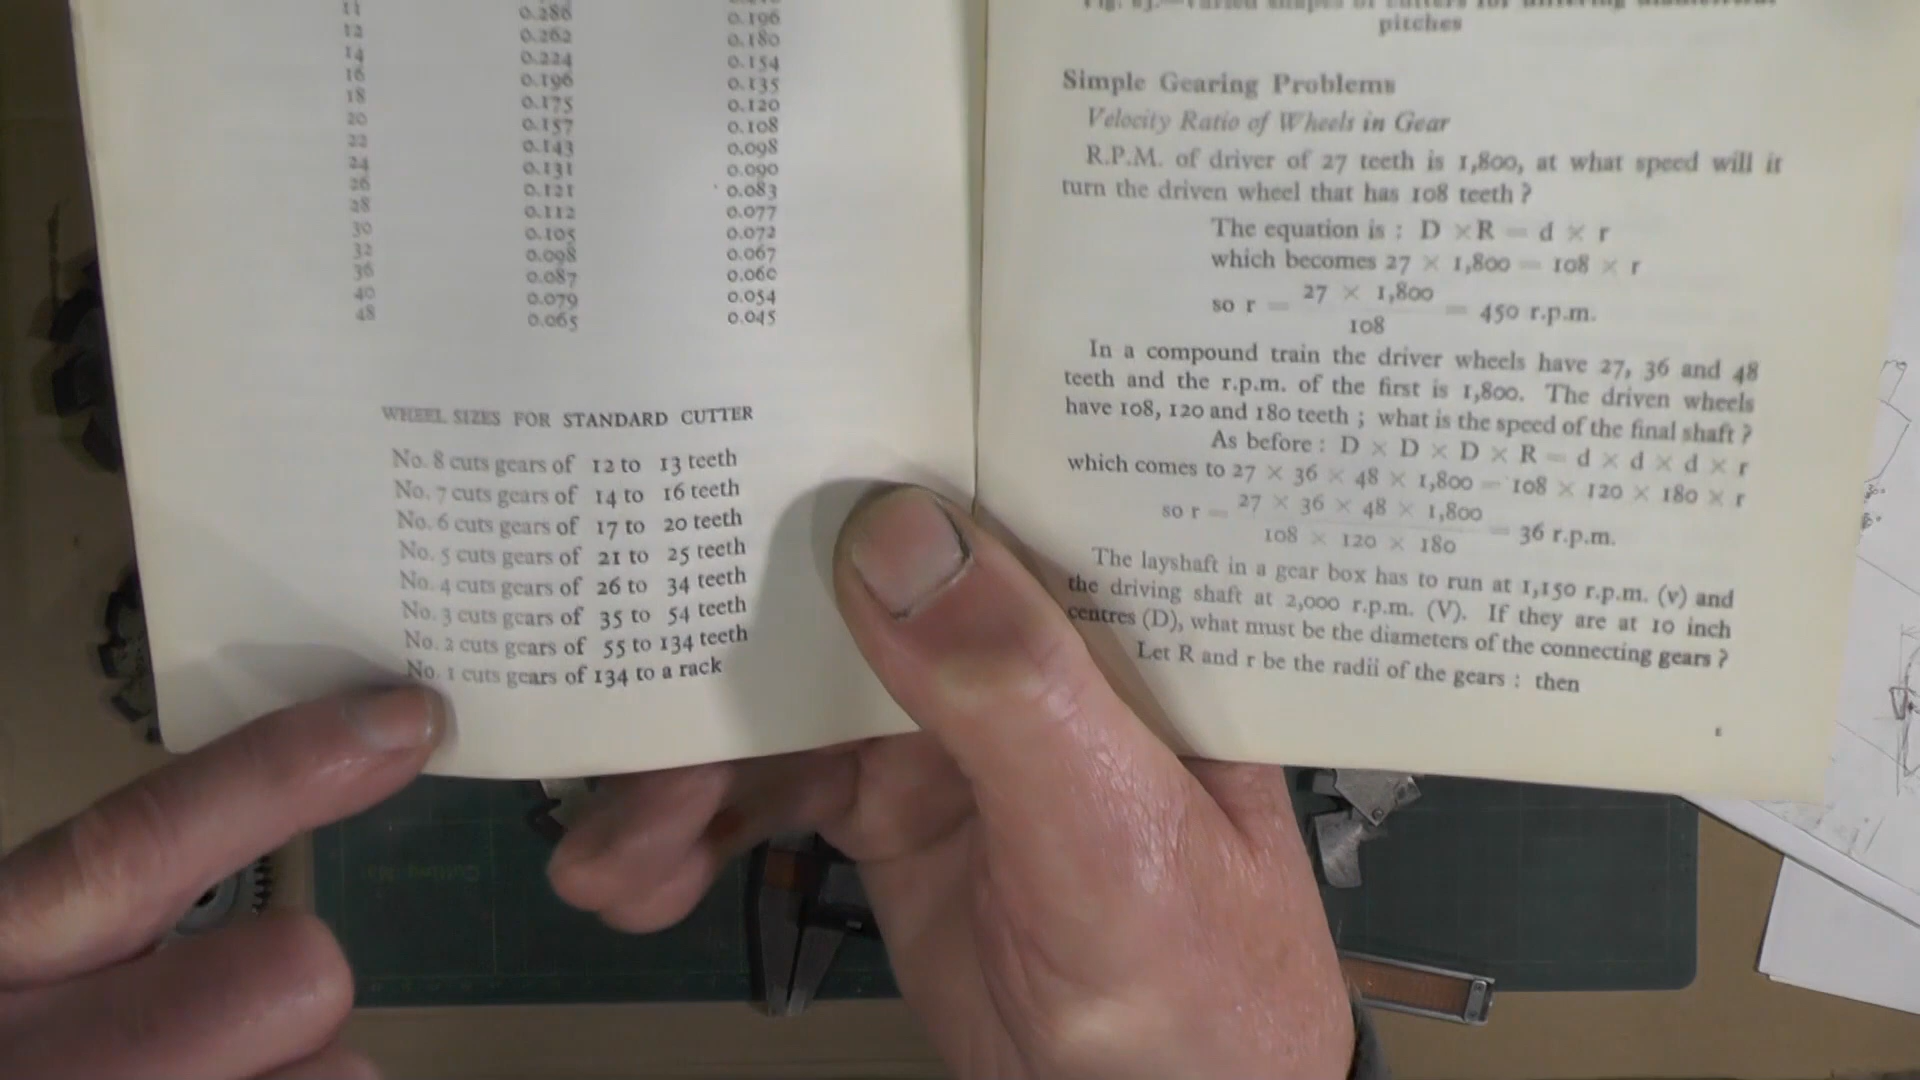 11 0.286 0.196
12 0.262 0.180
14 0.224 0.154
16 0.196 0.135
18 0.175 0.120
20 0.157 0.108
22 0.143 0.098
24 0.131 0.090
26 0.121 0.083
28 0.112 0.077
30 0.105 0.072
32 0.098 0.067
36 0.087 0.060
40 0.079 0.054
48 0.065 0.045
WHEEL SIZES FOR STANDARD CUTTER
No. 8 cuts gears of 12 to 13 teeth
No. 7 cuts gears of 14 to 16 teeth
No. 6 cuts gears of 17 to 20 teeth
No. 5 cuts gears of 21 to 25 teeth
No. 4 cuts gears of 26 to 34 teeth
No. 3 cuts gears of 35 to 54 teeth
No. 2 cuts gears of 55 to 134 teeth
No. 1 cuts gears of 134 to a rack
pitches
Simple Gearing Problems
Velocity Ratio of Wheels in Gear
R.P.M. of driver of 27 teeth is 1,800, at what speed will it
turn the driven wheel that has 108 teeth ?
The equation is : D × R = d × r
which becomes 27 × 1,800 = 108 × r
so r = 27 × 1,800 / 108 = 450 r.p.m.
In a compound train the driver wheels have 27, 36 and 48
teeth and the r.p.m. of the first is 1,800. The driven wheels
have 108, 120 and 180 teeth ; what is the speed of the final shaft ?
As before : D × D × D × R = d × d × d × r
which comes to 27 × 36 × 48 × 1,800 = 108 × 120 × 180 × r
so r = 27 × 36 × 48 × 1,800 / 108 × 120 × 180 = 36 r.p.m.
The layshaft in a gear box has to run at 1,150 r.p.m. (v) and
the driving shaft at 2,000 r.p.m. (V). If they are at 10 inch
centres (D), what must be the diameters of the connecting gears ?
Let R and r be the radii of the gears : then
E